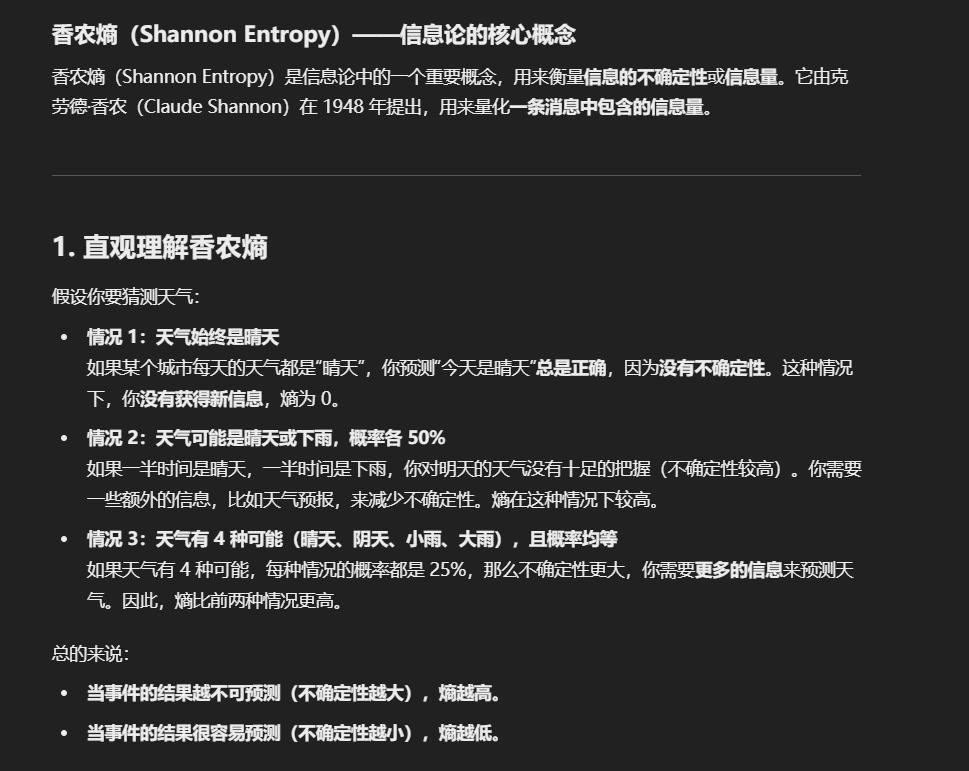 香农熵（Shannon Entropy）——信息论的核心概念
香农熵（Shannon Entropy）是信息论中的一个重要概念，用来衡量信息的不确定性或信息量。它由克
劳德·香农（Claude Shannon）在 1948 年提出，用来量化一条消息中包含的信息量。
1. 直观理解香农熵
假设你要猜测天气：
• 情况 1：天气始终是晴天
如果某个城市每天的天气都是“晴天”，你预测“今天是晴天”总是正确，因为没有不确定性。这种情况
下，你没有获得新信息，熵为 0。
• 情况 2：天气可能是晴天或下雨，概率各 50%
如果一半时间是晴天，一半时间是下雨，你对明天的天气没有十足的把握（不确定性较高）。你需要
一些额外的信息，比如天气预报，来减少不确定性。熵在这种情况下较高。
• 情况 3：天气有 4 种可能（晴天、阴天、小雨、大雨），且概率均等
如果天气有 4 种可能，每种情况的概率都是 25%，那么不确定性更大，你需要更多的信息来预测天
气。因此，熵比前两种情况更高。
总的来说：
• 当事件的结果越不可预测（不确定性越大），熵越高。
• 当事件的结果很容易预测（不确定性越小），熵越低。